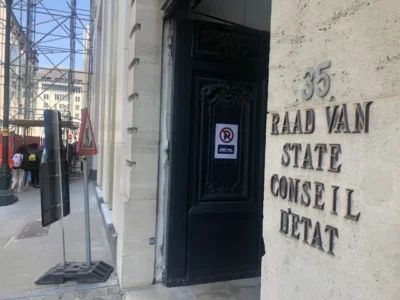 35
RAAD VAN
STATE
CONSEIL
D'ETAT